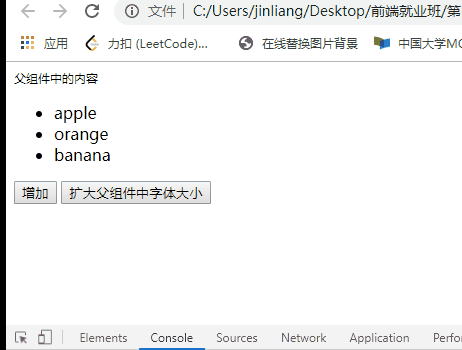 文件 C:/Users/jinliang/Desktop/前端就业班/第
应用 力扣 (LeetCode)... 在线替换图片背景 中国大学MO
父组件中的内容
apple
orange
banana
增加 扩大父组件中字体大小
Elements Console Sources Network Application Perfor